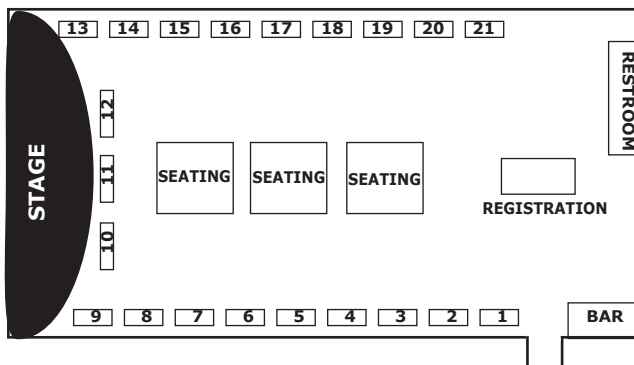 13 14 15 16 17 18 19 20 21
RESTROOM
12
STAGE
11
SEATING SEATING SEATING
REGISTRATION
10
9 8 7 6 5 4 3 2 1
BAR